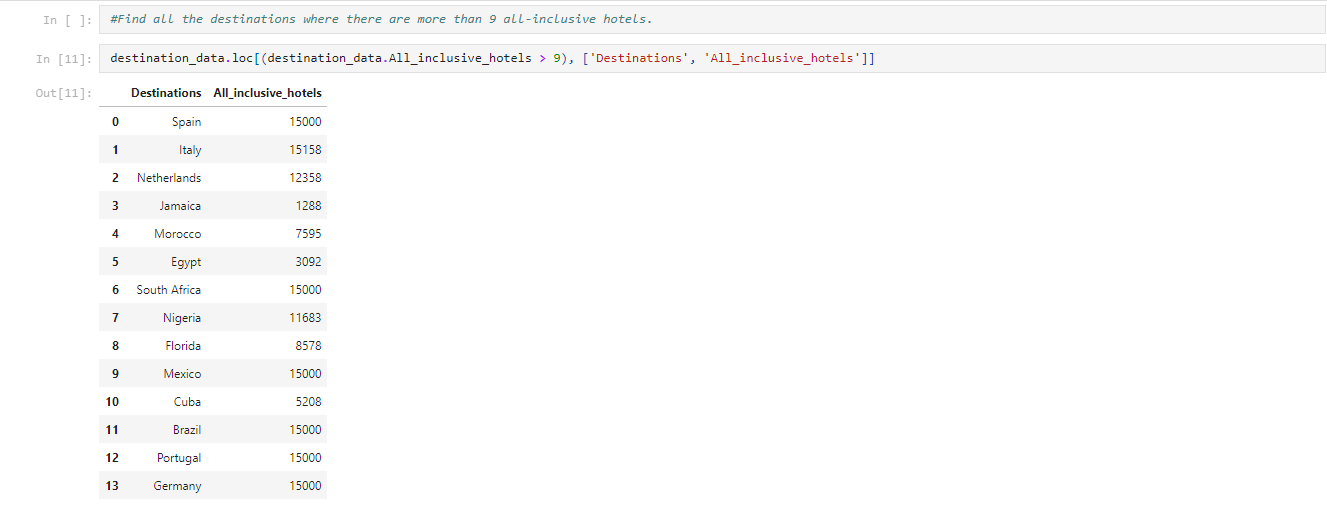 In [ ]: #Find all the destinations where there are more than 9 all-inclusive hotels.
In [11]: destination_data.loc[(destination_data.All_inclusive_hotels > 9), ['Destinations', 'All_inclusive_hotels']]
Out[11]:
Destinations All_inclusive_hotels
0 Spain 15000
1 Italy 15158
2 Netherlands 12358
3 Jamaica 1288
4 Morocco 7595
5 Egypt 3092
6 South Africa 15000
7 Nigeria 11683
8 Florida 8578
9 Mexico 15000
10 Cuba 5208
11 Brazil 15000
12 Portugal 15000
13 Germany 15000